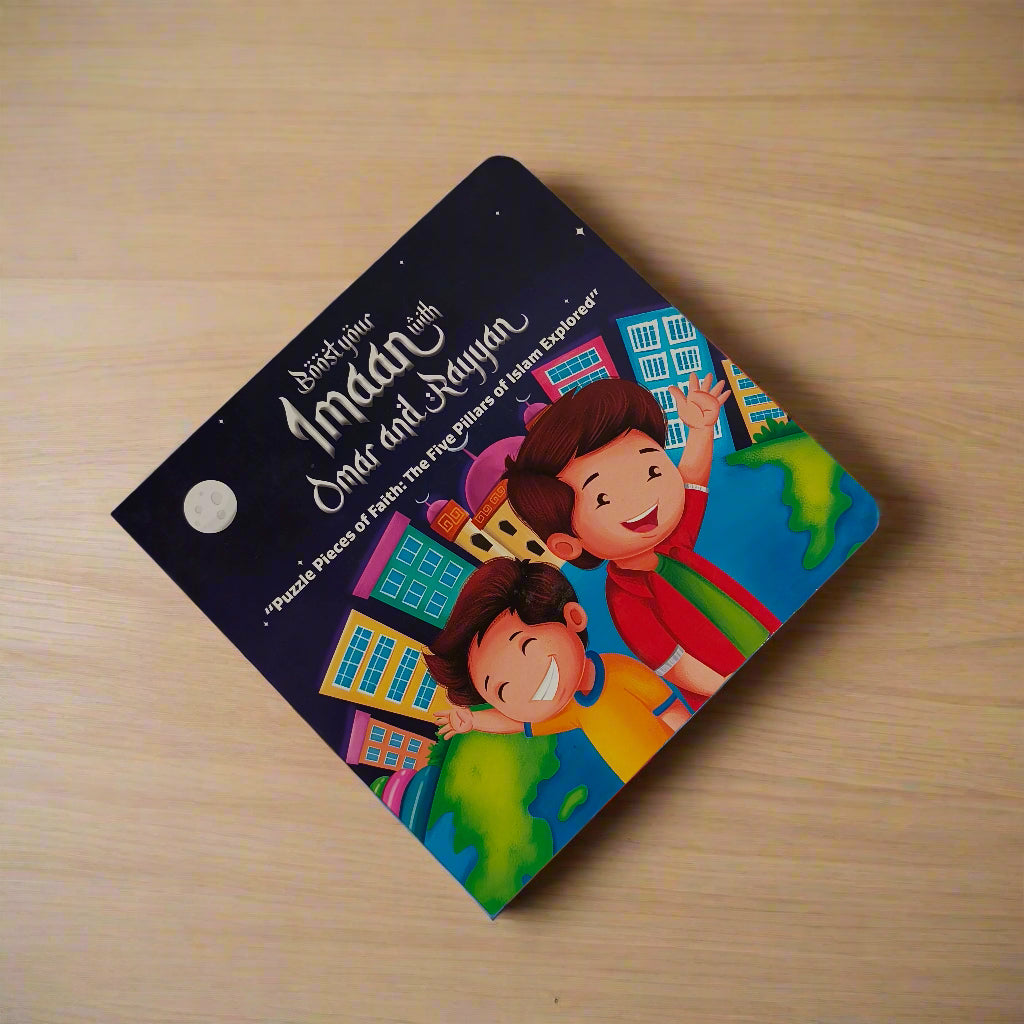 Boost your
Imaan with
Omar and Rayyan
"Puzzle Pieces of Faith: The Five Pillars of Islam Explored"